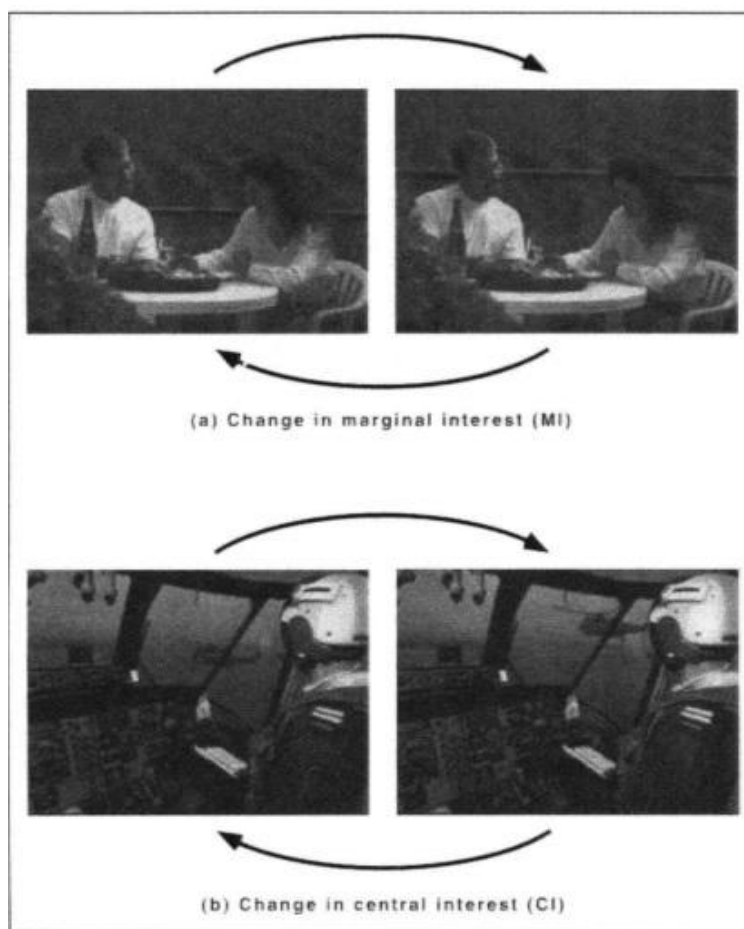 (a) Change in marginal interest (MI)
(b) Change in central interest (CI)